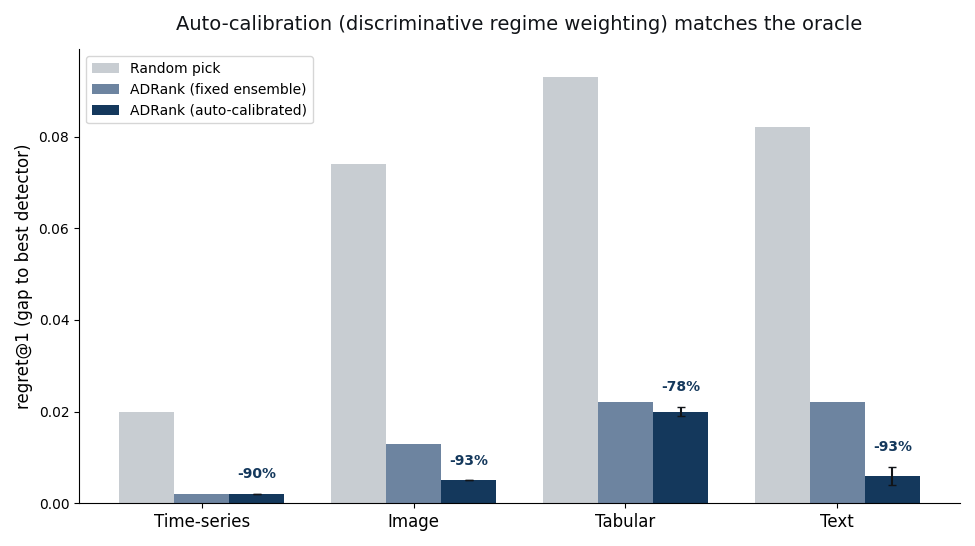 Auto-calibration (discriminative regime weighting) matches the oracle
Random pick
ADRank (fixed ensemble)
ADRank (auto-calibrated)
regret@1 (gap to best detector)
0.08
0.06
0.04
0.02
0.00
-90%
-93%
-78%
-93%
Time-series
Image
Tabular
Text